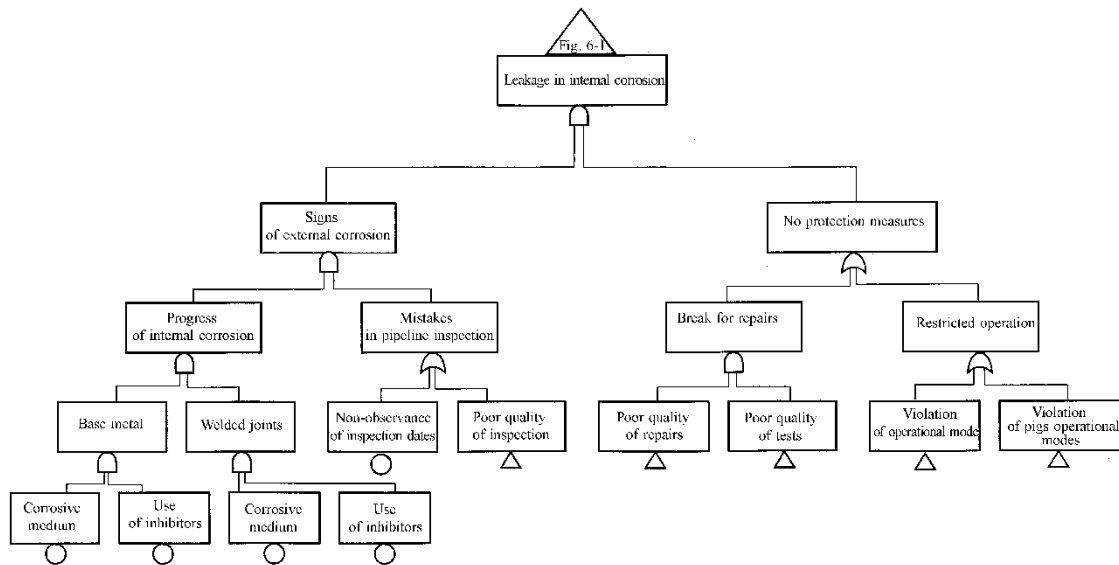 Fig. 6-1
Leakage in internal corrosion
Signs
of external corrosion
No protection measures
Progress
of internal corrosion
Mistakes
in pipeline inspection
Break for repairs
Restricted operation
Base metal
Welded joints
Non-observance
of inspection dates
Poor quality
of inspection
Poor quality
of repairs
Poor quality
of tests
Violation
of operational mode
Violation
of pigs operational
modes
Corrosive
medium
Use
of inhibitors
Corrosive
medium
Use
of inhibitors